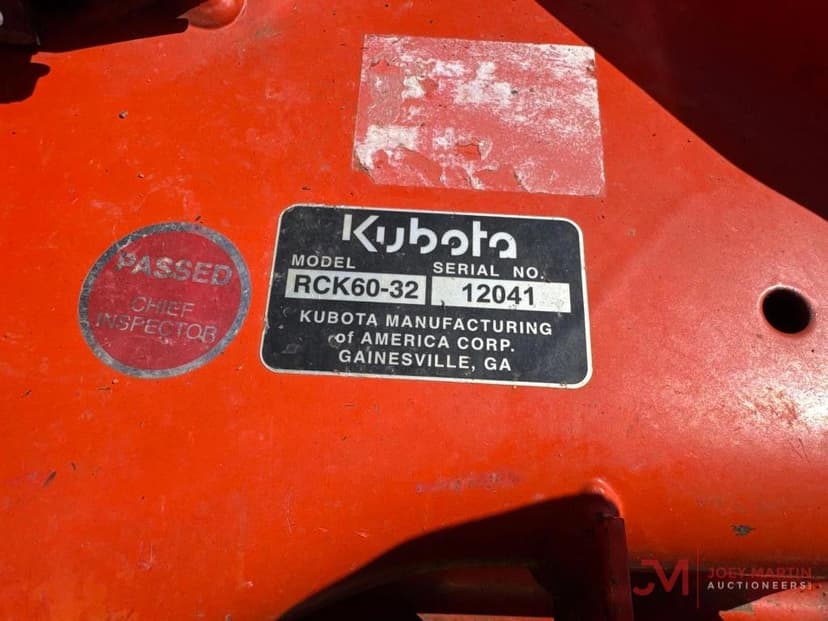 PASSED
CHIEF
INSPECTOR
Kubota
MODEL SERIAL NO.
RCK60-32 12041
KUBOTA MANUFACTURING
of AMERICA CORP.
GAINESVILLE, GA
JM JOEY MARTIN
AUCTIONEERS